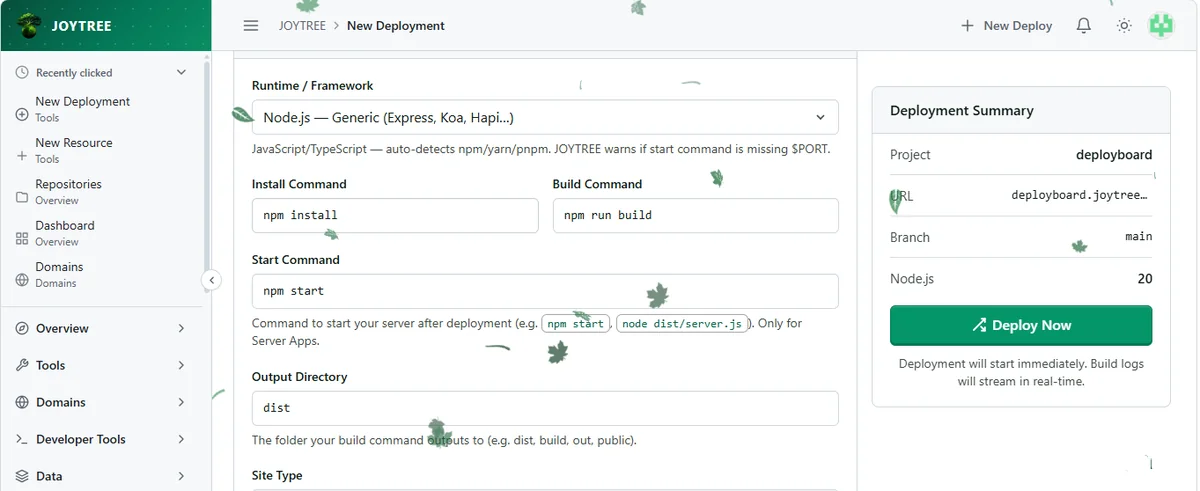 JOYTREE
JOYTREE > New Deployment
New Deploy
Recently clicked
New Deployment
Tools
New Resource
Tools
Repositories
Overview
Dashboard
Overview
Domains
Domains
Overview
Tools
Domains
Developer Tools
Data
Runtime / Framework
Node.js — Generic (Express, Koa, Hapi...)
JavaScript/TypeScript — auto-detects npm/yarn/pnpm. JOYTREE warns if start command is missing $PORT.
Install Command
Build Command
npm install
npm run build
Start Command
npm start
Command to start your server after deployment (e.g. npm start, node dist/server.js). Only for
Server Apps.
Output Directory
dist
The folder your build command outputs to (e.g. dist, build, out, public).
Site Type
Deployment Summary
Project deployboard
URL deployboard.joytree…
Branch main
Node.js 20
Deploy Now
Deployment will start immediately. Build logs
will stream in real-time.